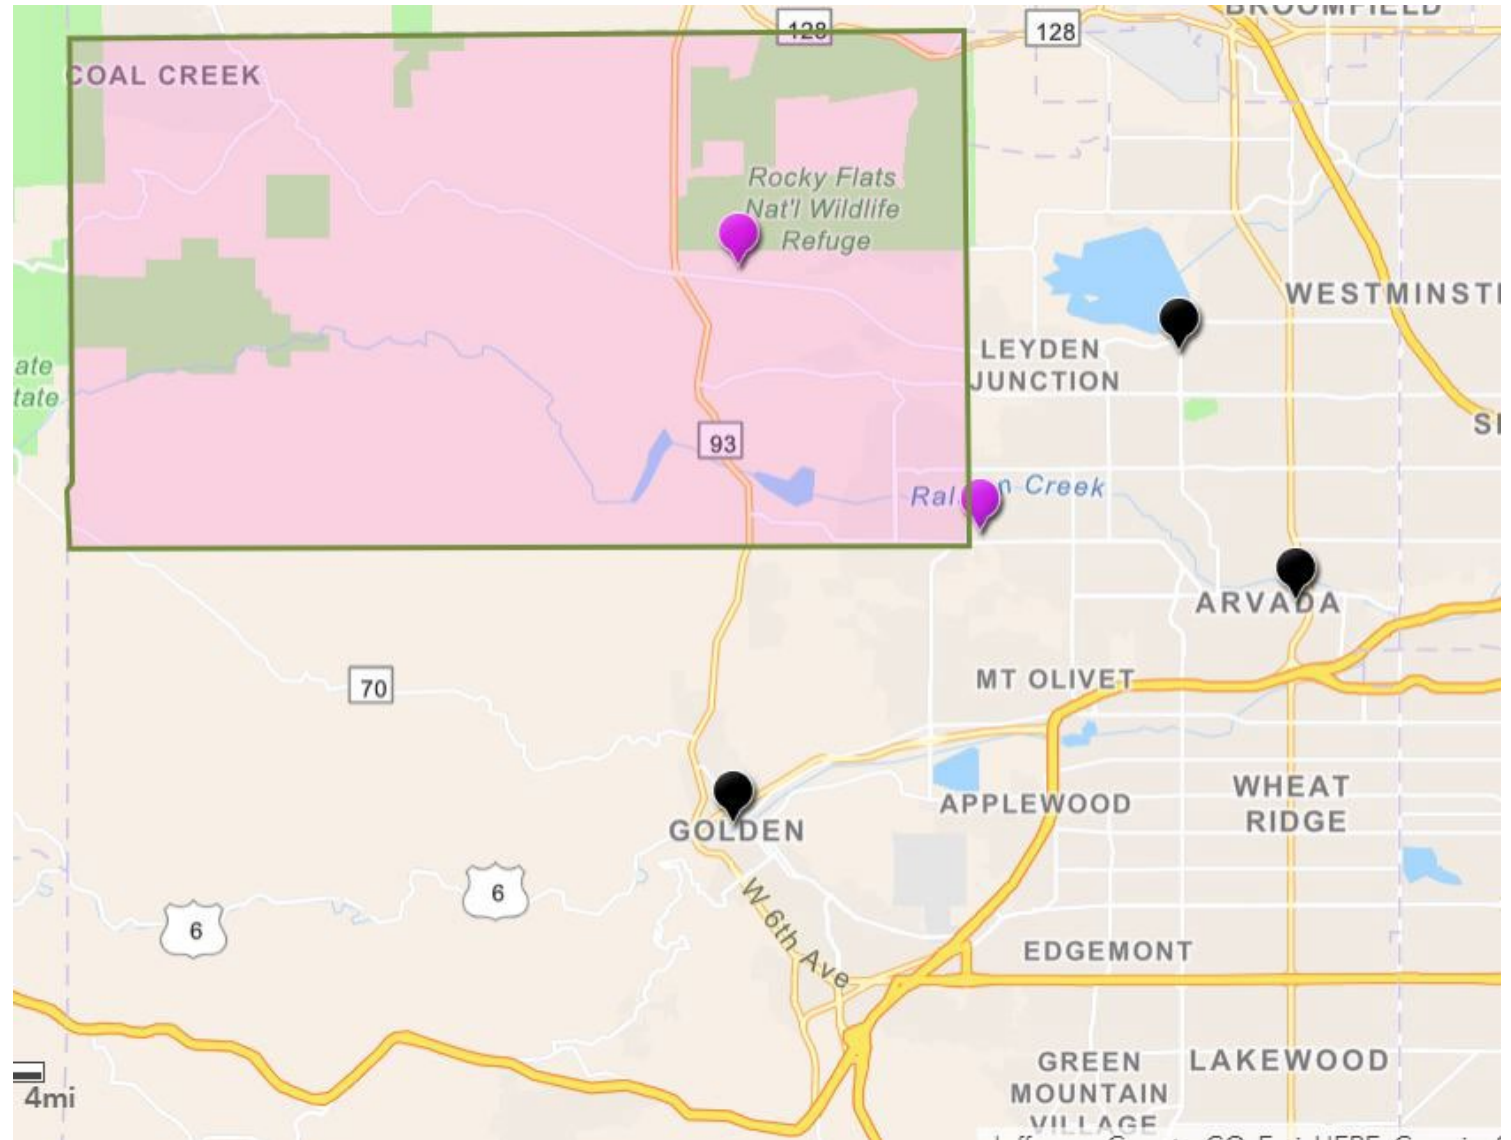 BROOMFIELD
128
128
COAL CREEK
Rocky Flats
Nat'l Wildlife
Refuge
WESTMINST
LEYDEN
JUNCTION
ate
tate
93
Creek
ARVADA
MT OLIVET
70
WHEAT
RIDGE
APPLEWOOD
GOLDEN
6
6
W 6th Ave
EDGEMONT
GREEN
MOUNTAIN
VILLAGE
LAKEWOOD
4mi